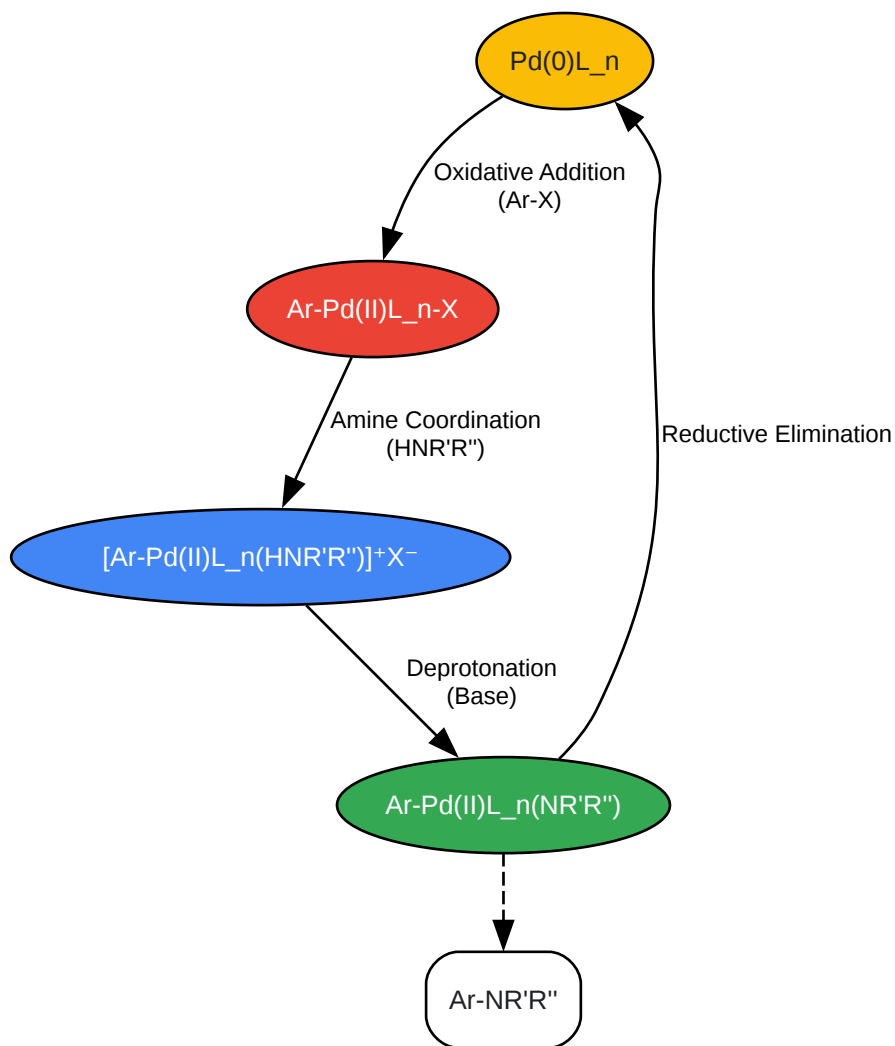 Pd(0)L_n
Oxidative Addition
(Ar-X)
Ar-Pd(II)L_n-X
Amine Coordination
(HNR'R'')
Reductive Elimination
[Ar-Pd(II)L_n(HNR'R'')]⁺X⁻
Deprotonation
(Base)
Ar-Pd(II)L_n(NR'R'')
Ar-NR'R''